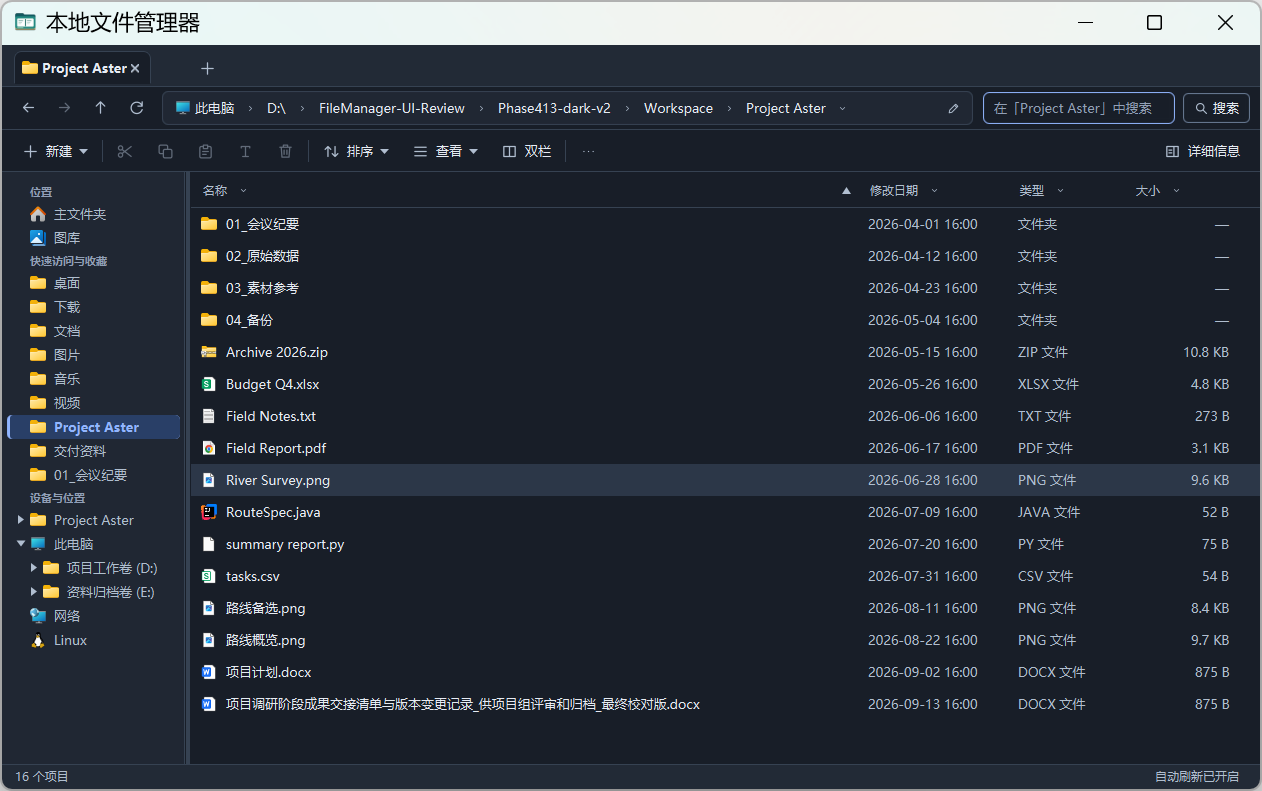 本地文件管理器
Project Aster
此电脑 › D:\ › FileManager-UI-Review › Phase413-dark-v2 › Workspace › Project Aster
在「Project Aster」中搜索
搜索
新建
排序
查看
双栏
···
详细信息
位置
主文件夹
图库
快速访问与收藏
桌面
下载
文档
图片
音乐
视频
Project Aster
交付资料
01_会议纪要
设备与位置
Project Aster
此电脑
项目工作卷 (D:)
资料归档卷 (E:)
网络
Linux
名称 修改日期 类型 大小
01_会议纪要 2026-04-01 16:00 文件夹 —
02_原始数据 2026-04-12 16:00 文件夹 —
03_素材参考 2026-04-23 16:00 文件夹 —
04_备份 2026-05-04 16:00 文件夹 —
Archive 2026.zip 2026-05-15 16:00 ZIP 文件 10.8 KB
Budget Q4.xlsx 2026-05-26 16:00 XLSX 文件 4.8 KB
Field Notes.txt 2026-06-06 16:00 TXT 文件 273 B
Field Report.pdf 2026-06-17 16:00 PDF 文件 3.1 KB
River Survey.png 2026-06-28 16:00 PNG 文件 9.6 KB
RouteSpec.java 2026-07-09 16:00 JAVA 文件 52 B
summary report.py 2026-07-20 16:00 PY 文件 75 B
tasks.csv 2026-07-31 16:00 CSV 文件 54 B
路线备选.png 2026-08-11 16:00 PNG 文件 8.4 KB
路线概览.png 2026-08-22 16:00 PNG 文件 9.7 KB
项目计划.docx 2026-09-02 16:00 DOCX 文件 875 B
项目调研阶段成果交接清单与版本变更记录_供项目组评审和归档_最终校对版.docx 2026-09-13 16:00 DOCX 文件 875 B
16 个项目
自动刷新已开启